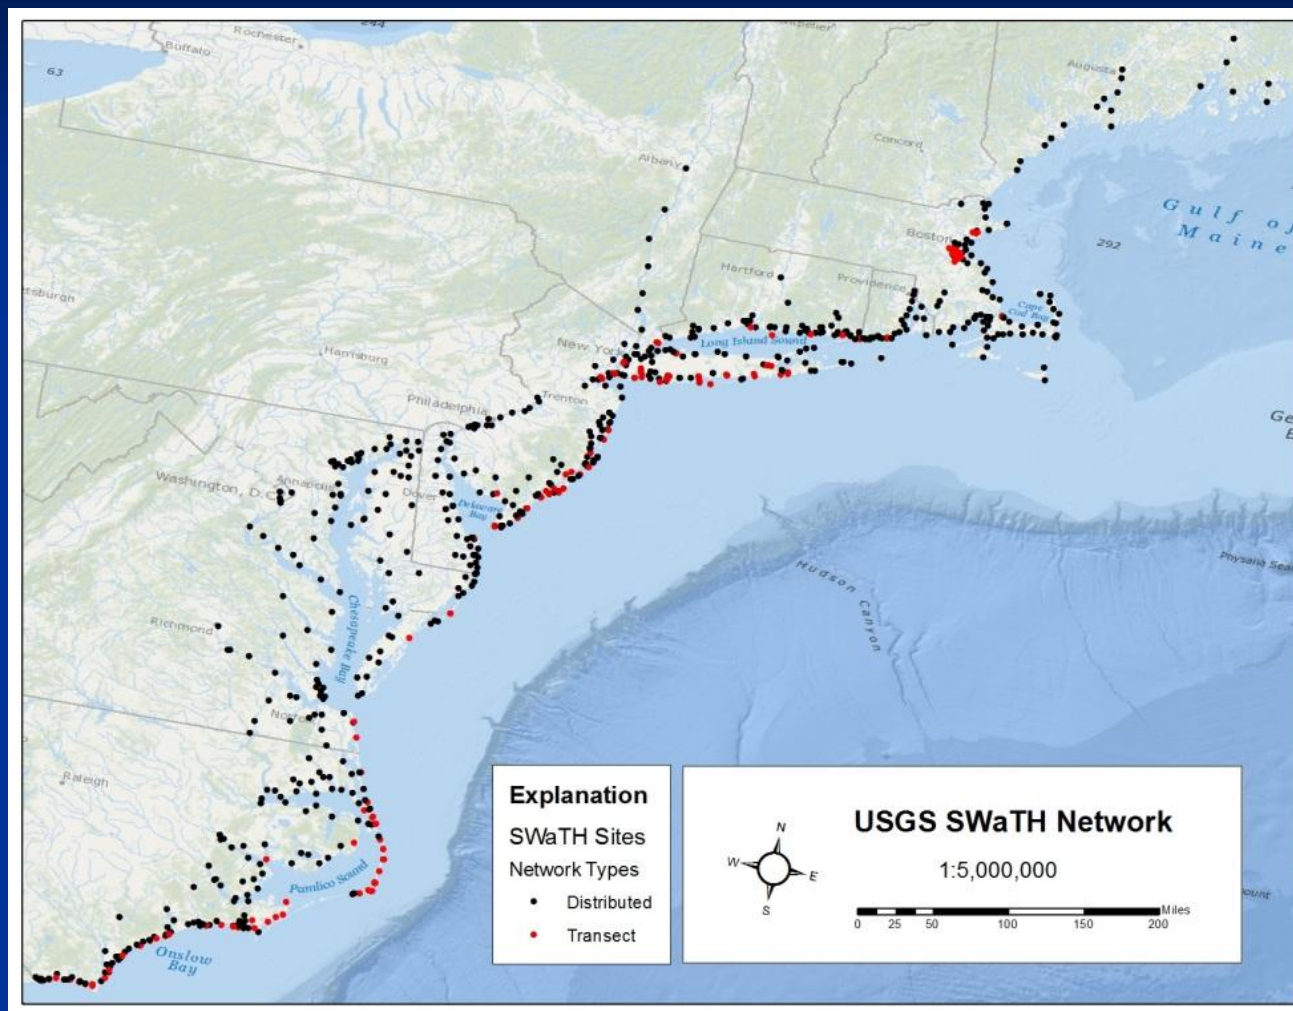 244
Rochester
Buffalo
63
Augusta
Concord
Albany
Gulf of
Maine
292
Boston
Hartford
Providence
Cape
Cod Bay
Long Island Sound
New York
Harrisburg
Trenton
Philadelphia
Washington, D.C.
Annapolis
Dover
Delaware
Bay
Hudson Canyon
Chesapeake Bay
Richmond
Norfolk
Raleigh
Pamlico Sound
Onslow
Bay
Explanation
SWaTH Sites
Network Types
Distributed
Transect
N
W
E
S
USGS SWaTH Network
1:5,000,000
Miles
0 25 50 100 150 200